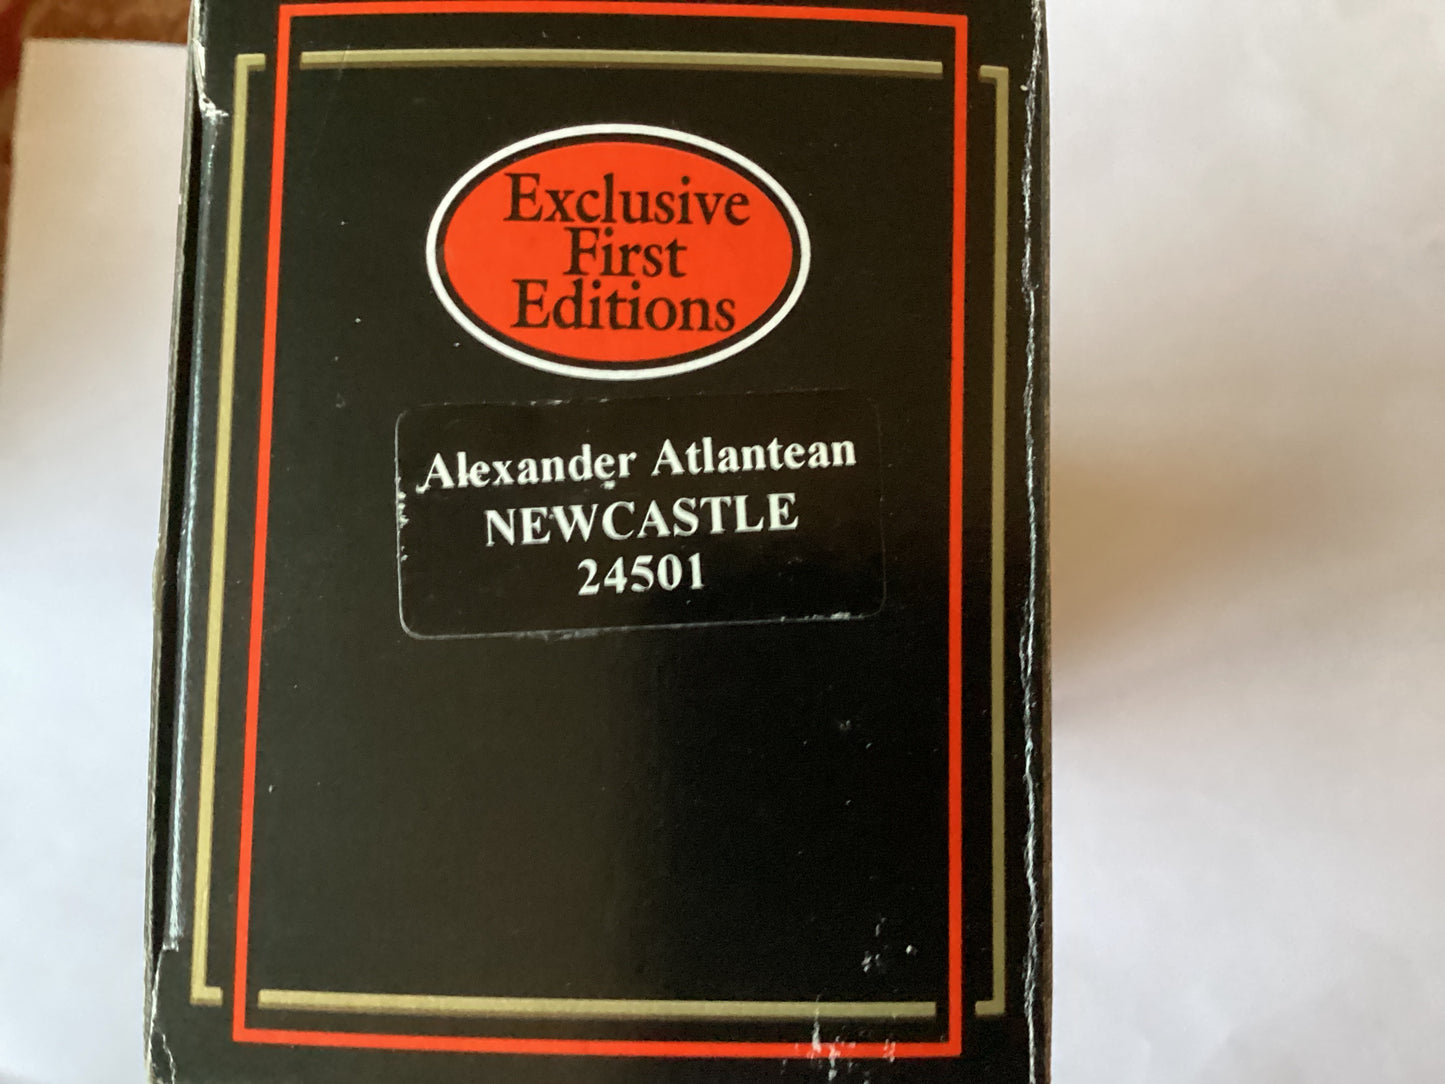 Exclusive
First
Editions
Alexander Atlantean
NEWCASTLE
24501